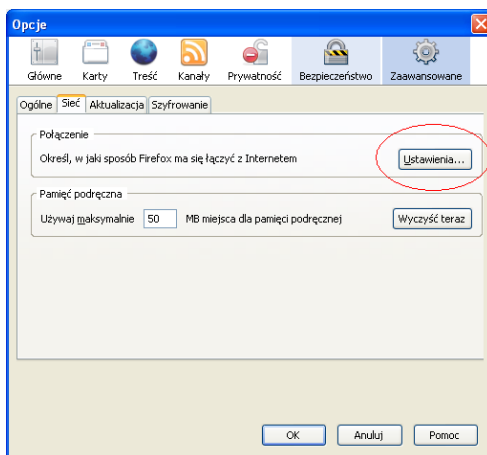 Opcje
Główne Karty Treść Kanały Prywatność Bezpieczeństwo Zaawansowane
Ogólne Sieć Aktualizacja Szyfrowanie
Połączenie
Określ, w jaki sposób Firefox ma się łączyć z Internetem Ustawienia...
Pamięć podręczna
Używaj maksymalnie 50 MB miejsca dla pamięci podręcznej Wyczyść teraz
OK Anuluj Pomoc